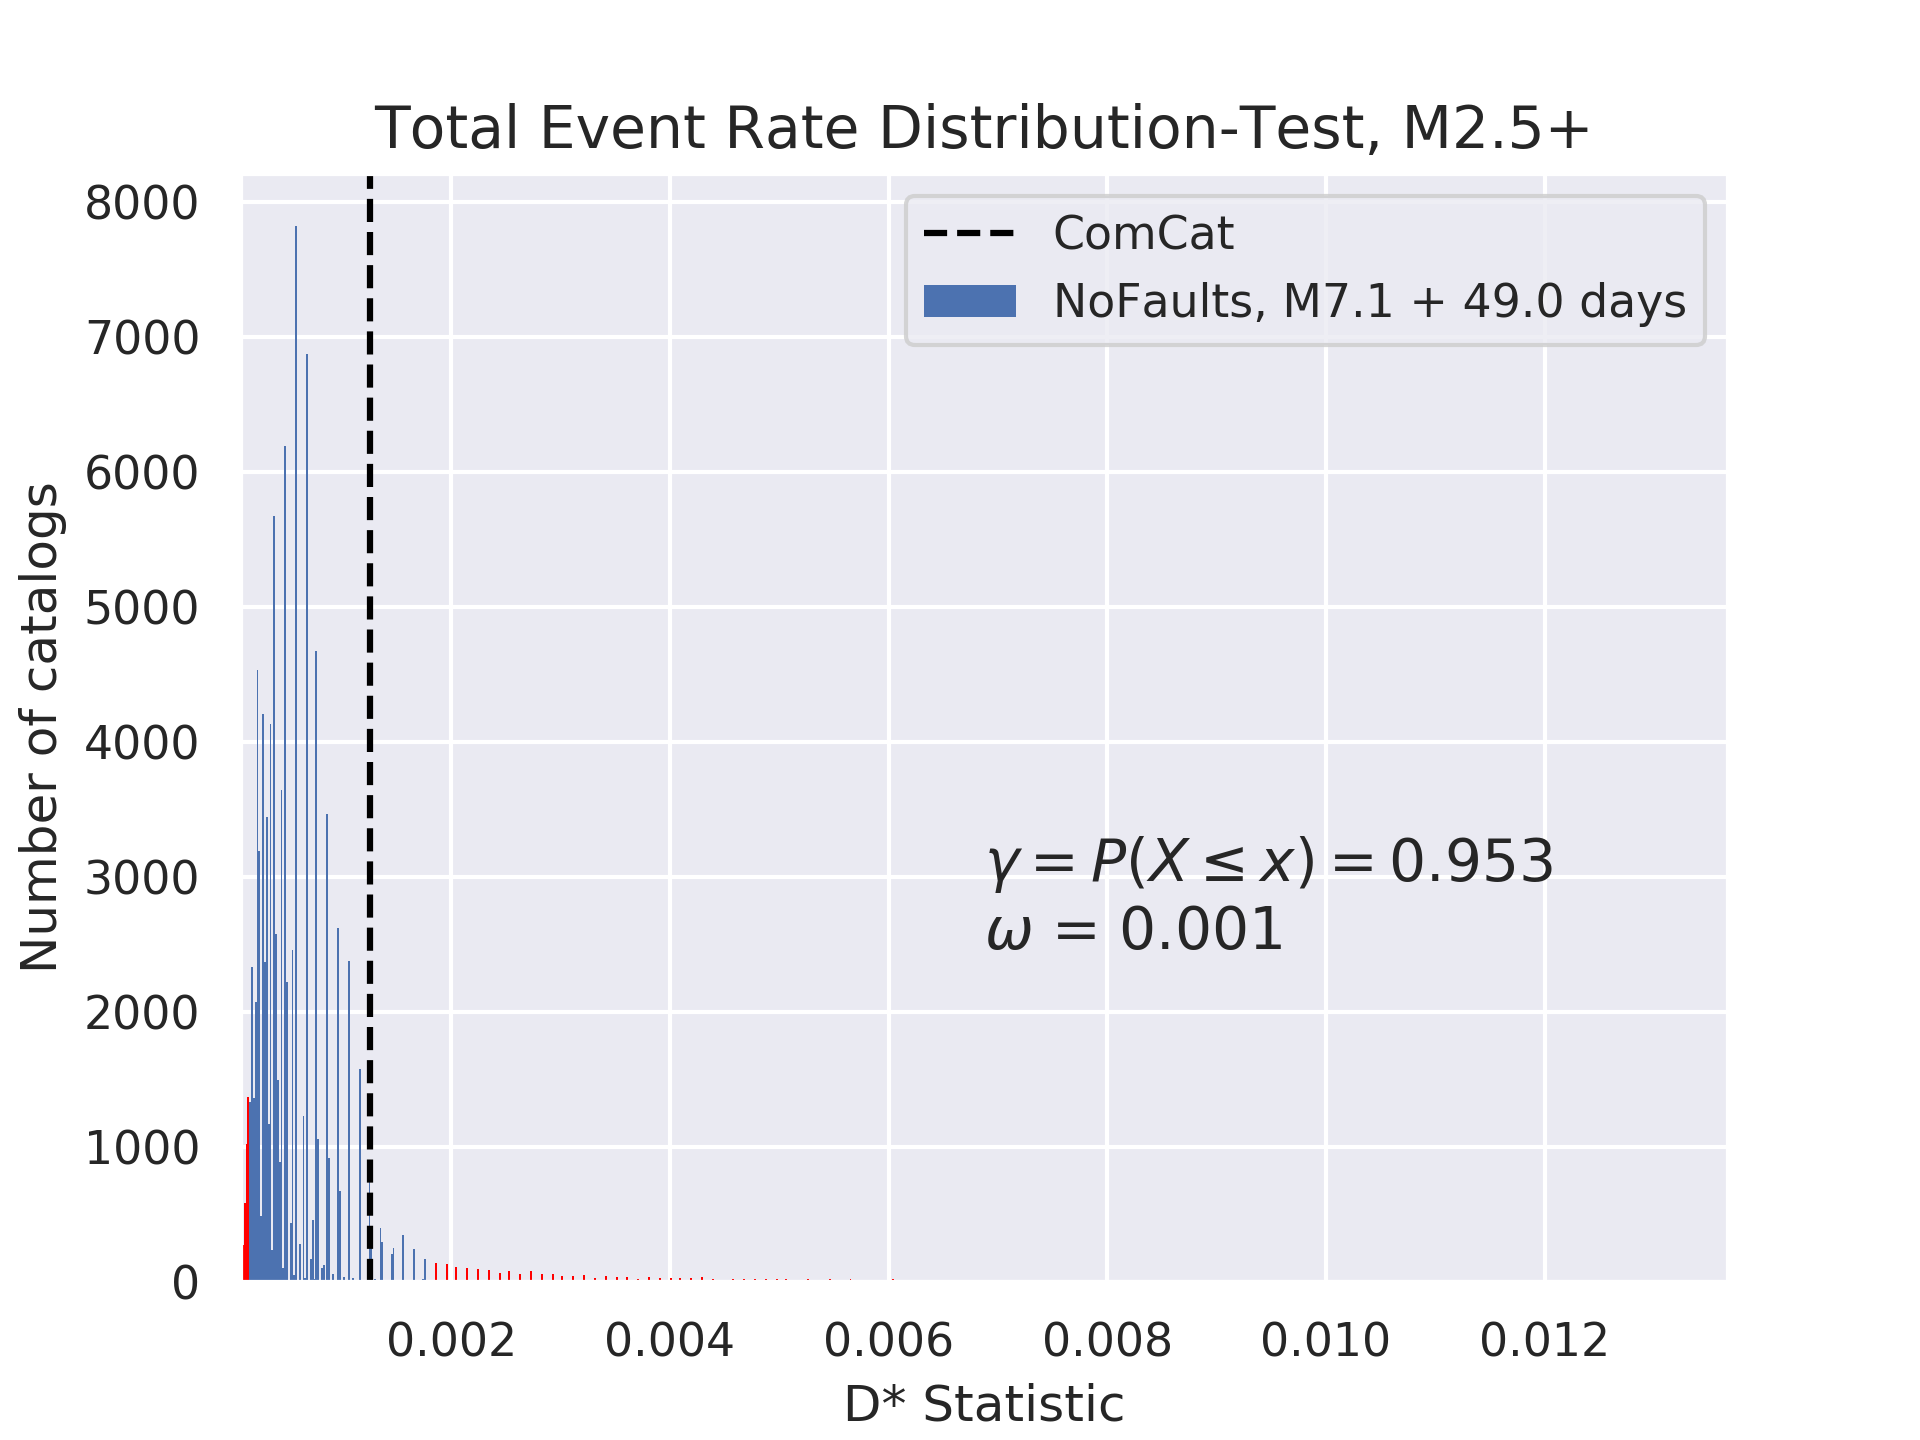 Total Event Rate Distribution-Test, M2.5+
8000
7000
6000
5000
4000
3000
2000
1000
0
Number of catalogs
ComCat
NoFaults, M7.1 + 49.0 days
γ = P(X ≤ x) = 0.953
ω = 0.001
0.002 0.004 0.006 0.008 0.010 0.012
D* Statistic